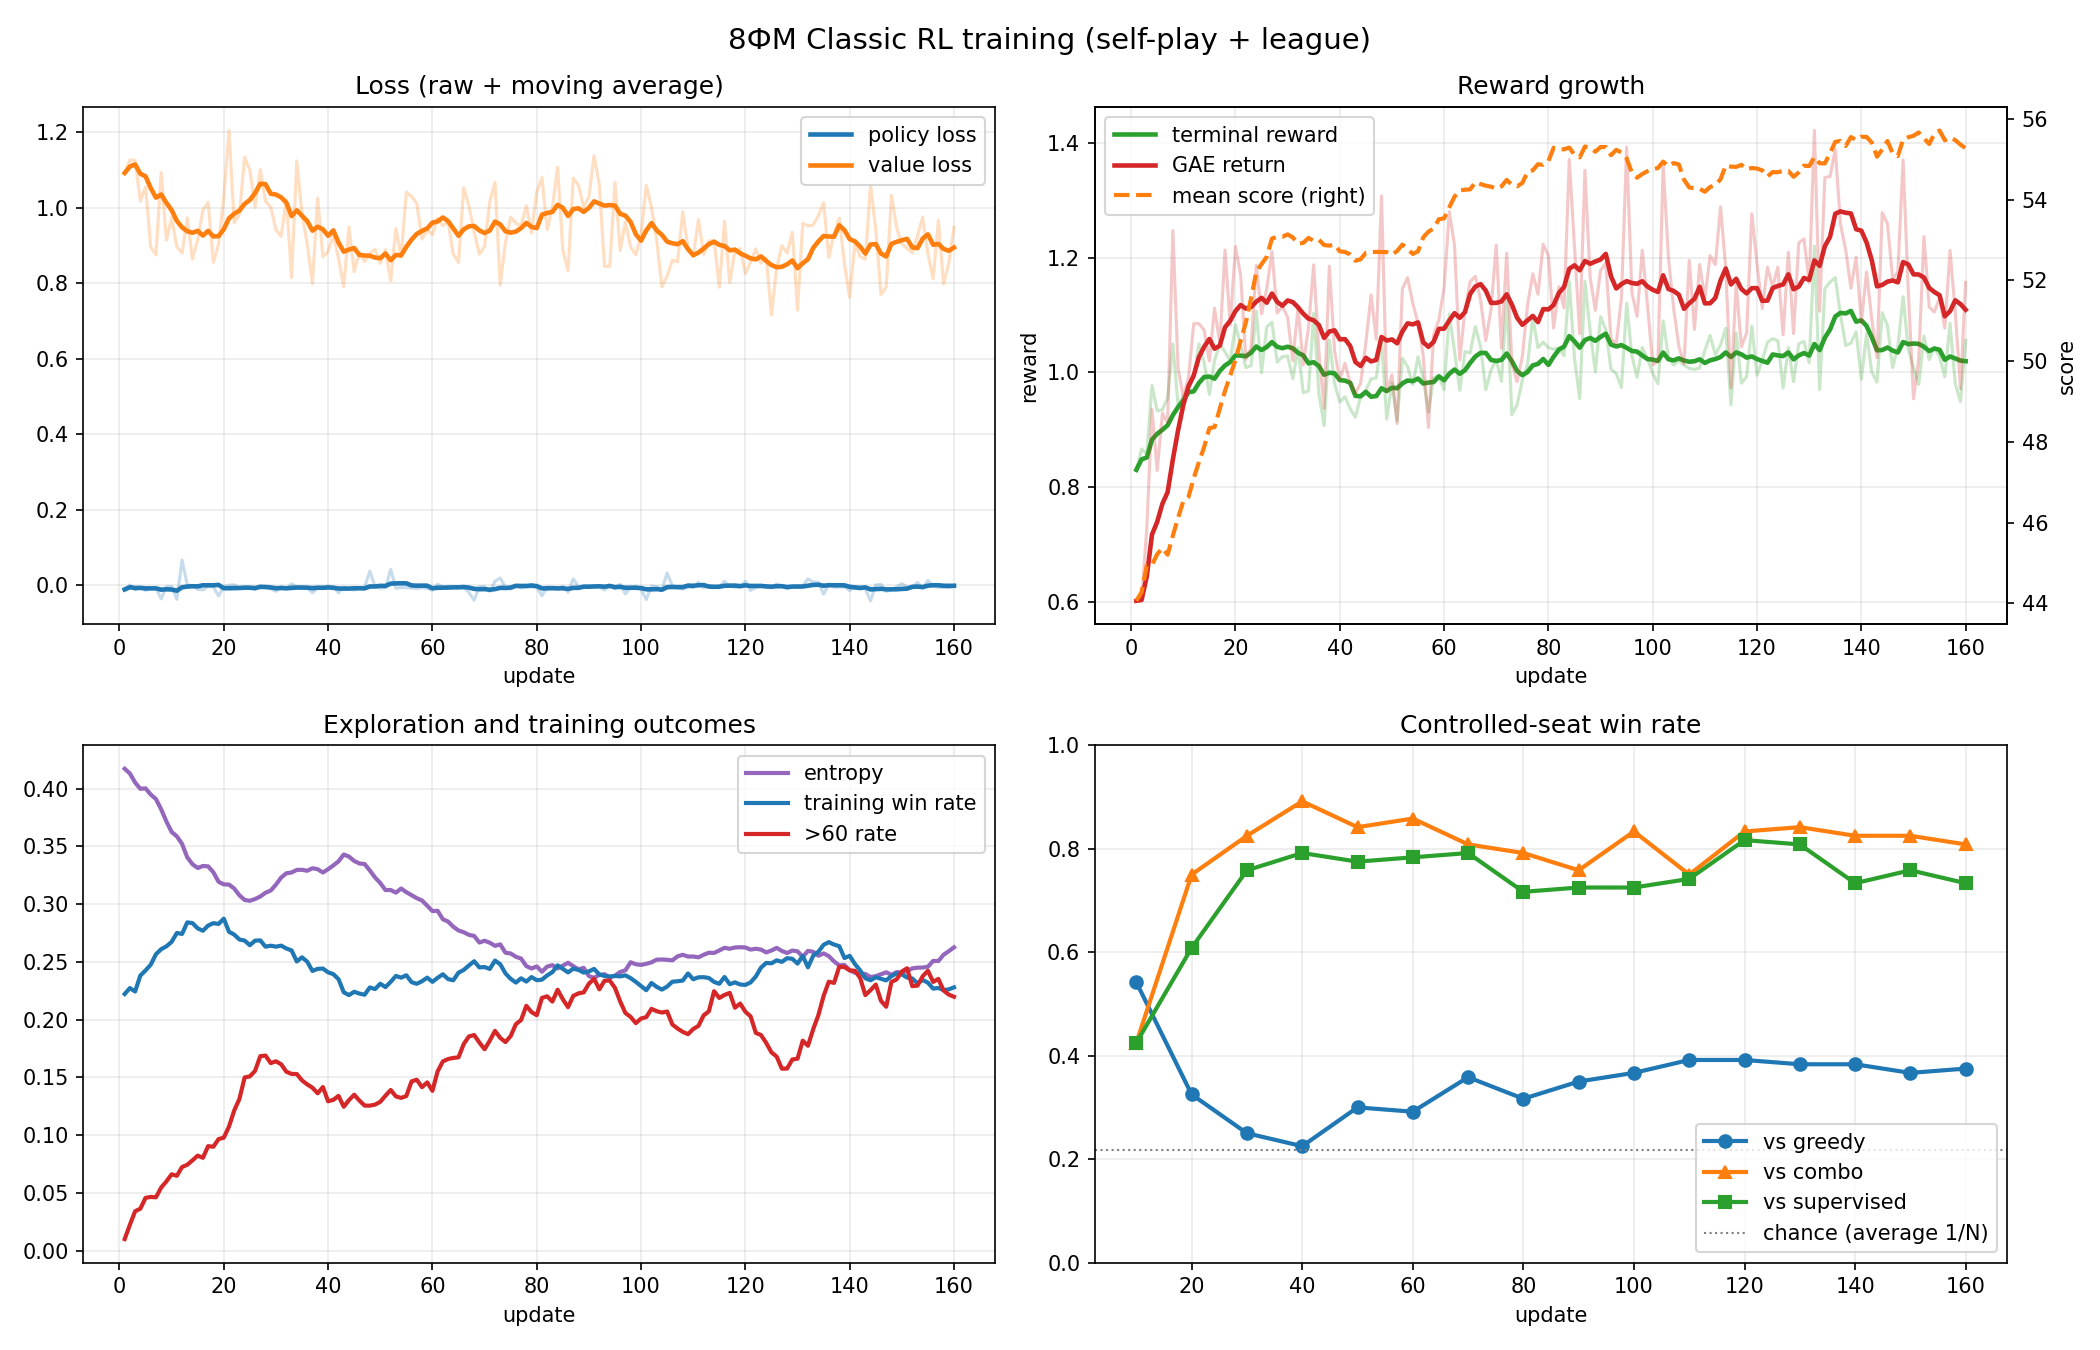 8ΦM Classic RL training (self-play + league)
Loss (raw + moving average)
policy loss
value loss
1.2
1.0
0.8
0.6
0.4
0.2
0.0
0 20 40 60 80 100 120 140 160
update
Reward growth
terminal reward
GAE return
mean score (right)
reward
1.4
1.2
1.0
0.8
0.6
56
54
52
50
48
46
44
score
0 20 40 60 80 100 120 140 160
update
Exploration and training outcomes
entropy
training win rate
>60 rate
0.40
0.35
0.30
0.25
0.20
0.15
0.10
0.05
0.00
0 20 40 60 80 100 120 140 160
update
Controlled-seat win rate
1.0
0.8
0.6
0.4
0.2
0.0
vs greedy
vs combo
vs supervised
chance (average 1/N)
20 40 60 80 100 120 140 160
update